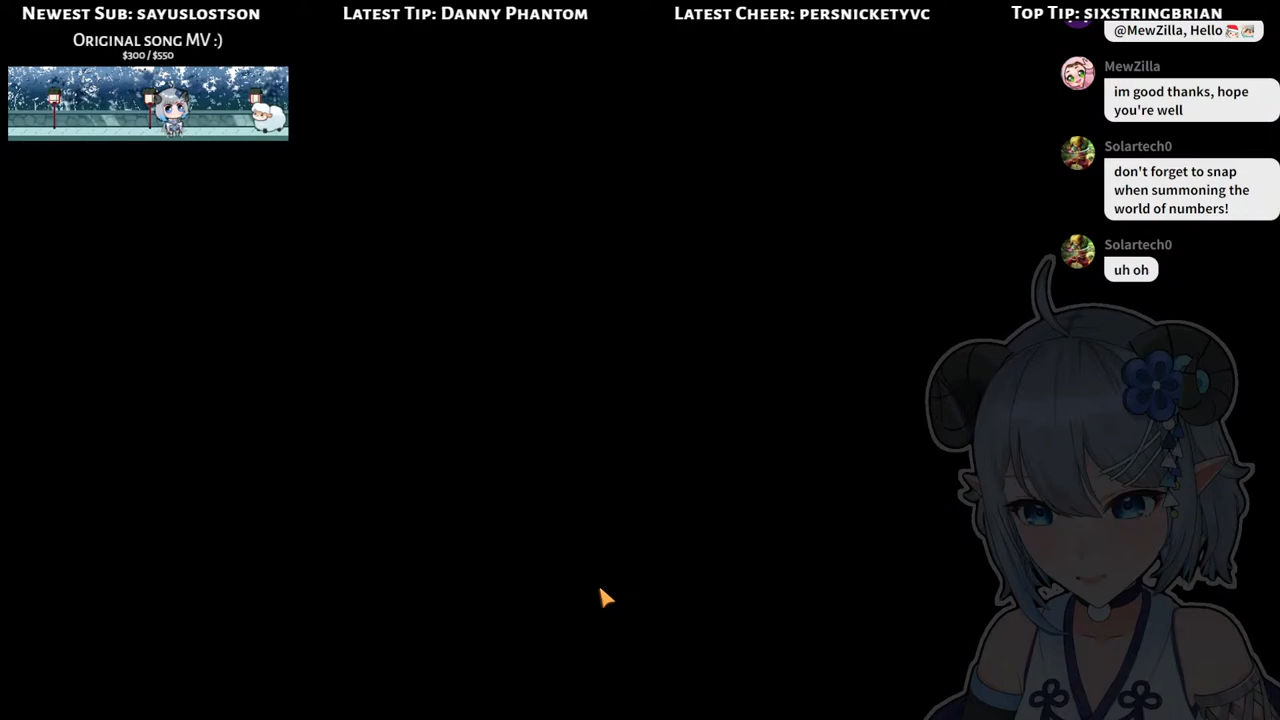 Newest Sub: sayuslostson
Latest Tip: Danny Phantom
Latest Cheer: persnicketyvc
Top Tip: sixstringbrian
Original song MV :)
$300 / $550
@MewZilla, Hello
MewZilla
im good thanks, hope
you're well
Solartech0
don't forget to snap
when summoning the
world of numbers!
Solartech0
uh oh